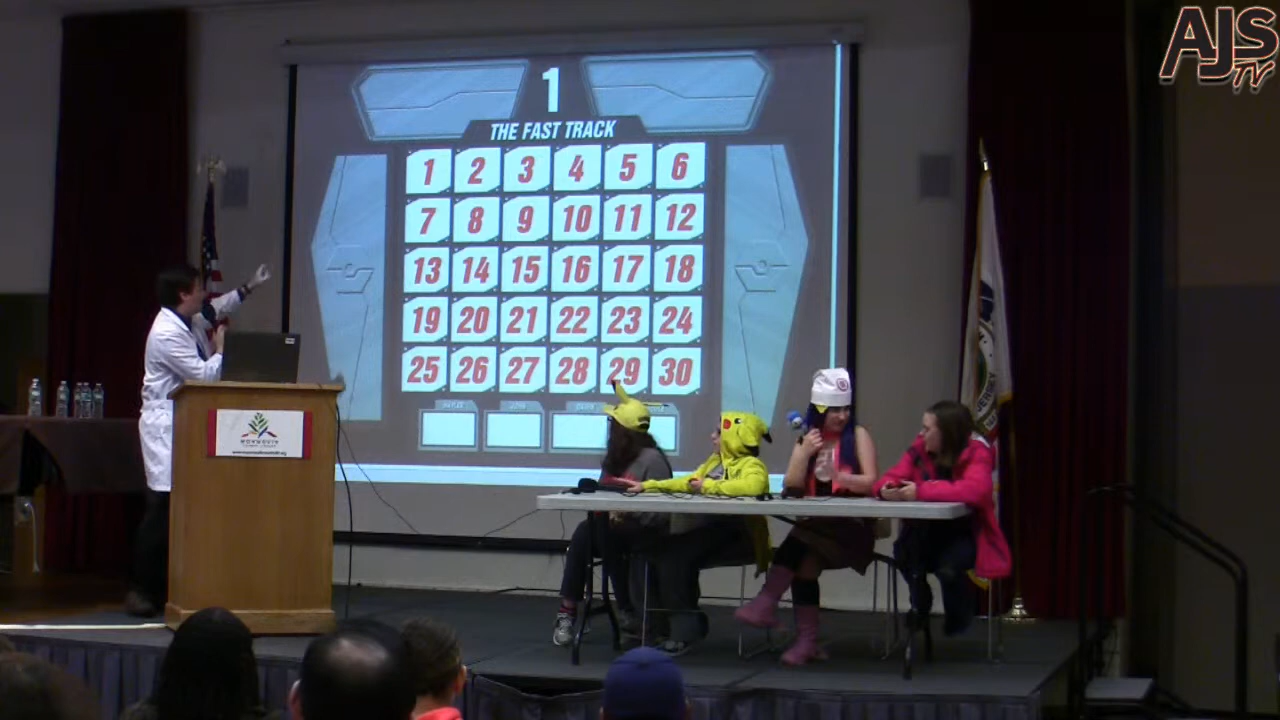 AJS
TV
1
THE FAST TRACK
1 2 3 4 5 6
7 8 9 10 11 12
13 14 15 16 17 18
19 20 21 22 23 24
25 26 27 28 29 30
MONMOUTH